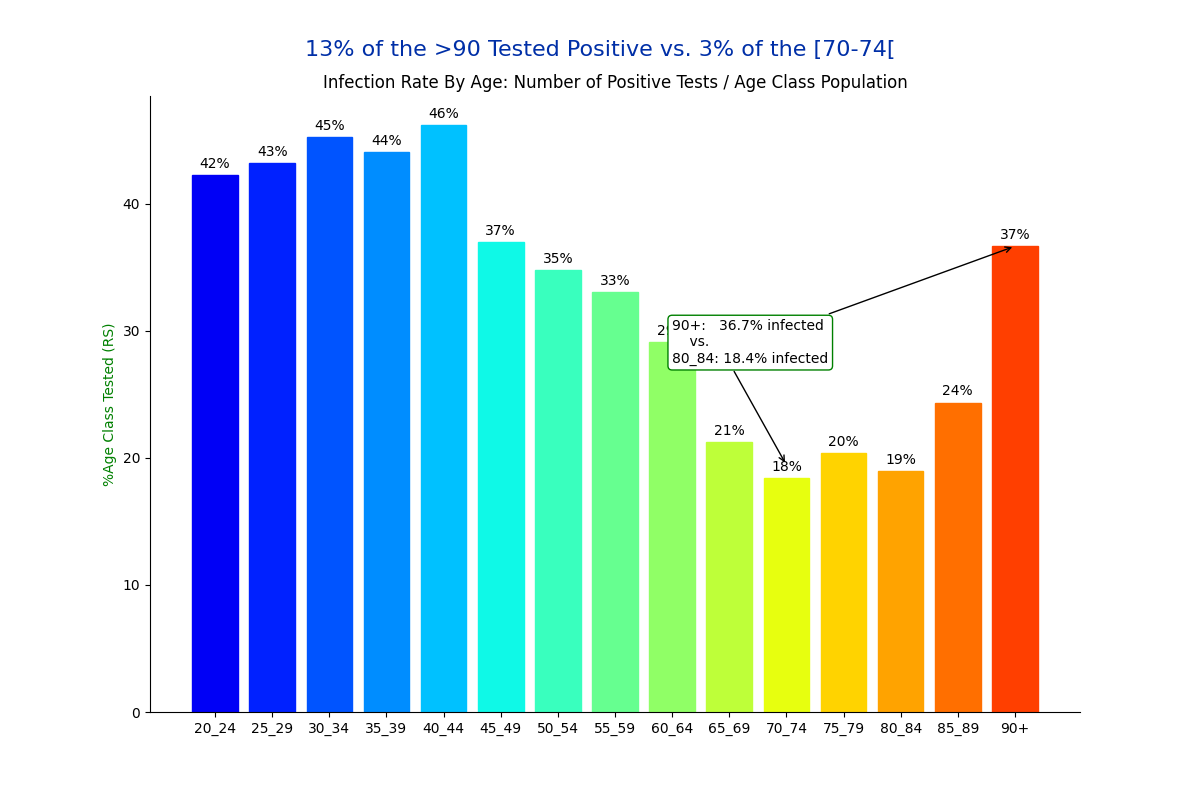 13% of the >90 Tested Positive vs. 3% of the [70-74[
Infection Rate By Age: Number of Positive Tests / Age Class Population
46%
45%
44%
43%
42%
40
37%
37%
35%
33%
30
90+: 36.7% infected
vs.
80_84: 18.4% infected
24%
21%
20%
19%
18%
20
10
0
%Age Class Tested (RS)
20_24 25_29 30_34 35_39 40_44 45_49 50_54 55_59 60_64 65_69 70_74 75_79 80_84 85_89 90+